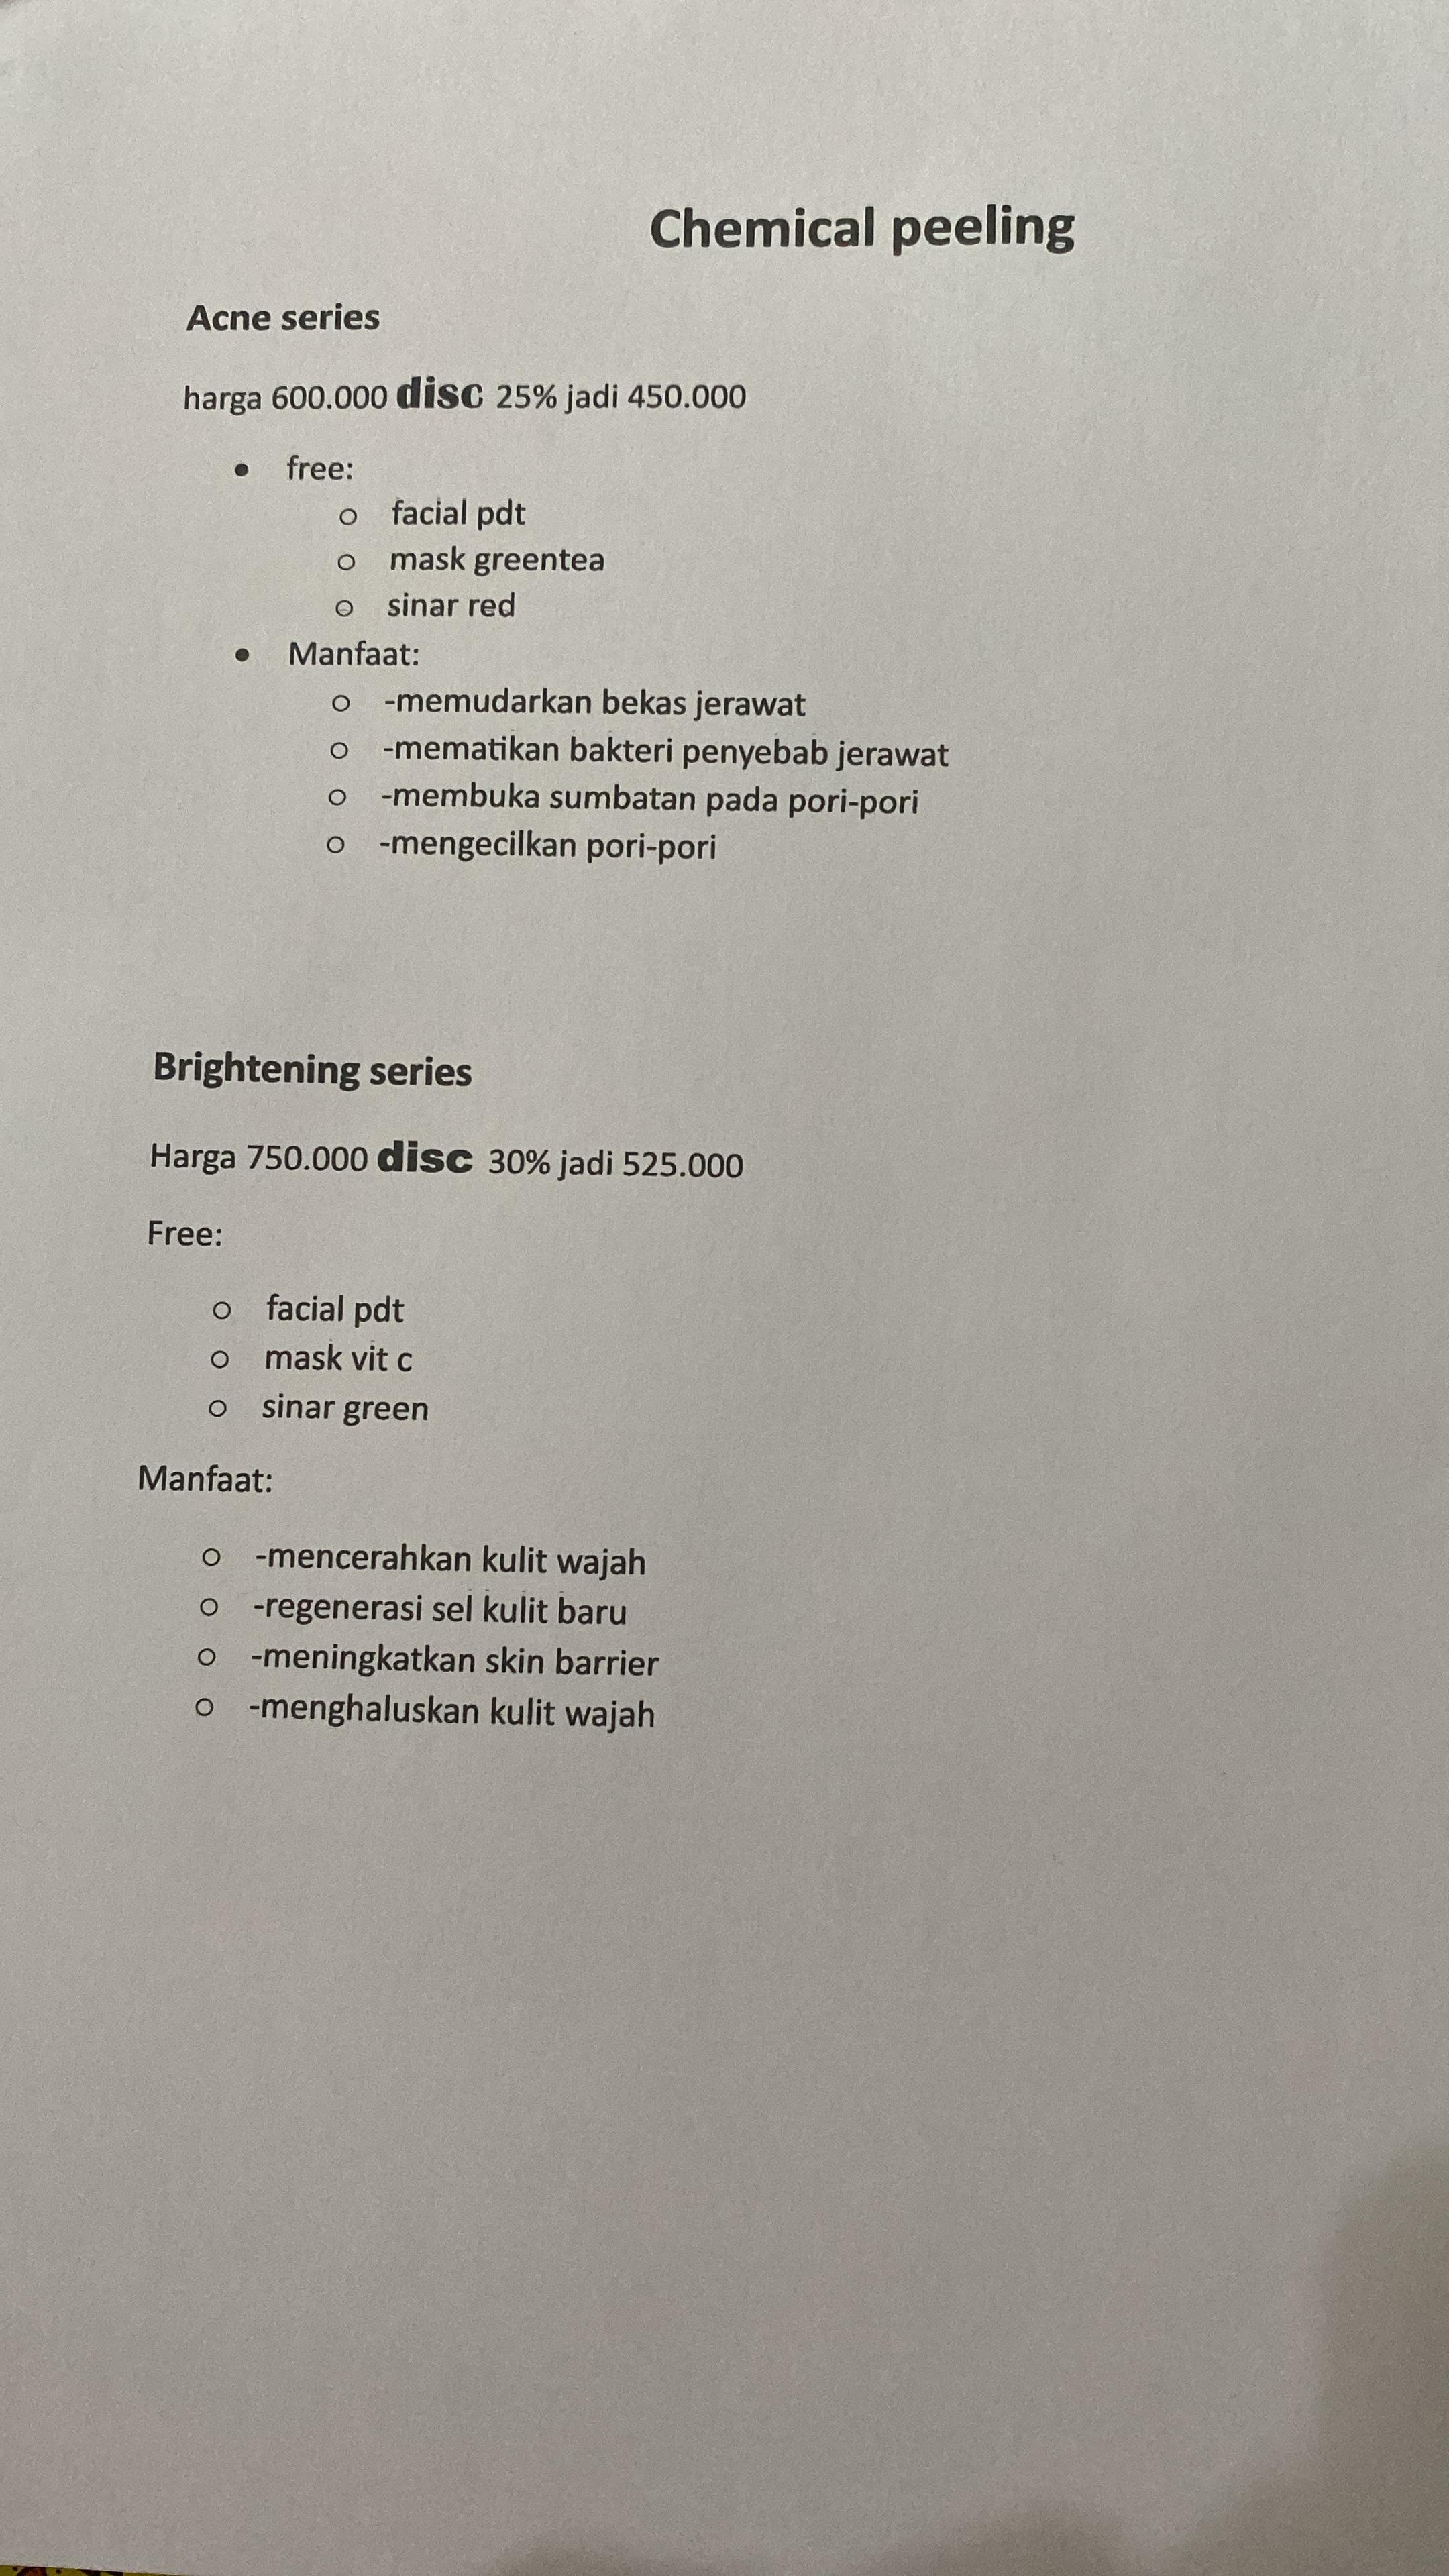 Chemical peeling
Acne series
harga 600.000 disc 25% jadi 450.000
• free:
o facial pdt
o mask greentea
o sinar red
• Manfaat:
o -memudarkan bekas jerawat
o -mematikan bakteri penyebab jerawat
o -membuka sumbatan pada pori-pori
o -mengecilkan pori-pori
Brightening series
Harga 750.000 disc 30% jadi 525.000
Free:
o facial pdt
o mask vit c
o sinar green
Manfaat:
o -mencerahkan kulit wajah
o -regenerasi sel kulit baru
o -meningkatkan skin barrier
o -menghaluskan kulit wajah